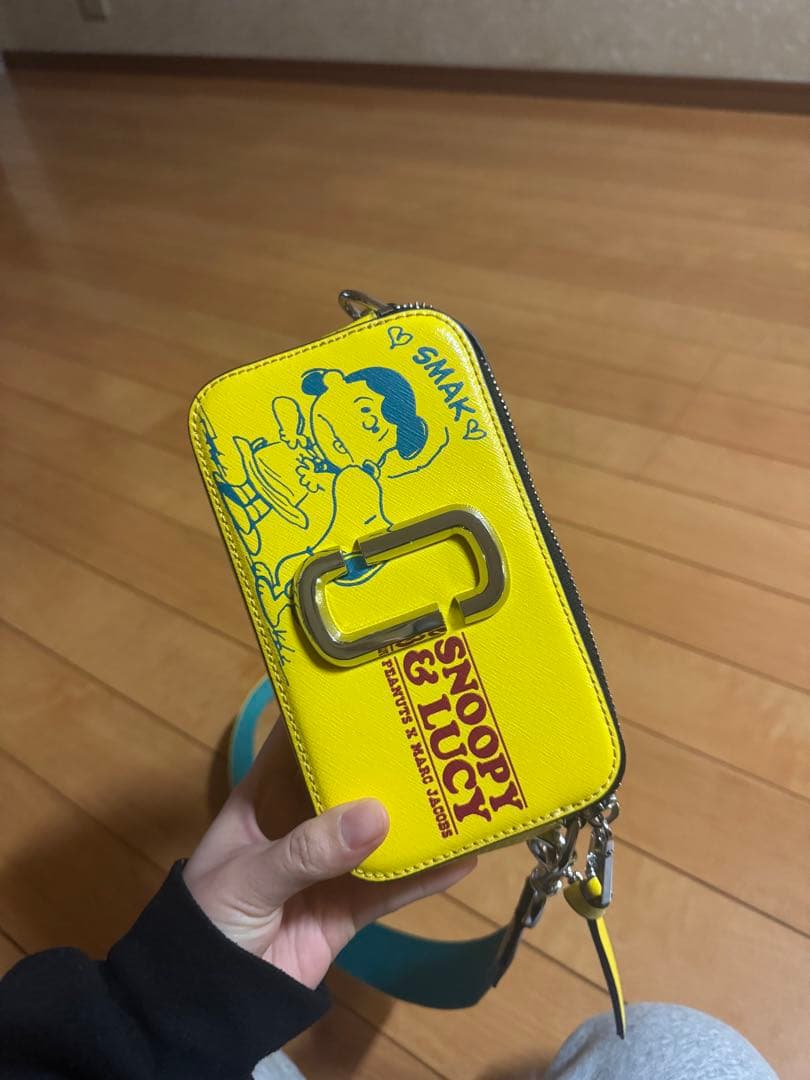 SMAK
SNOOPY
& LUCY
PEANUTS X MARC JACOBS